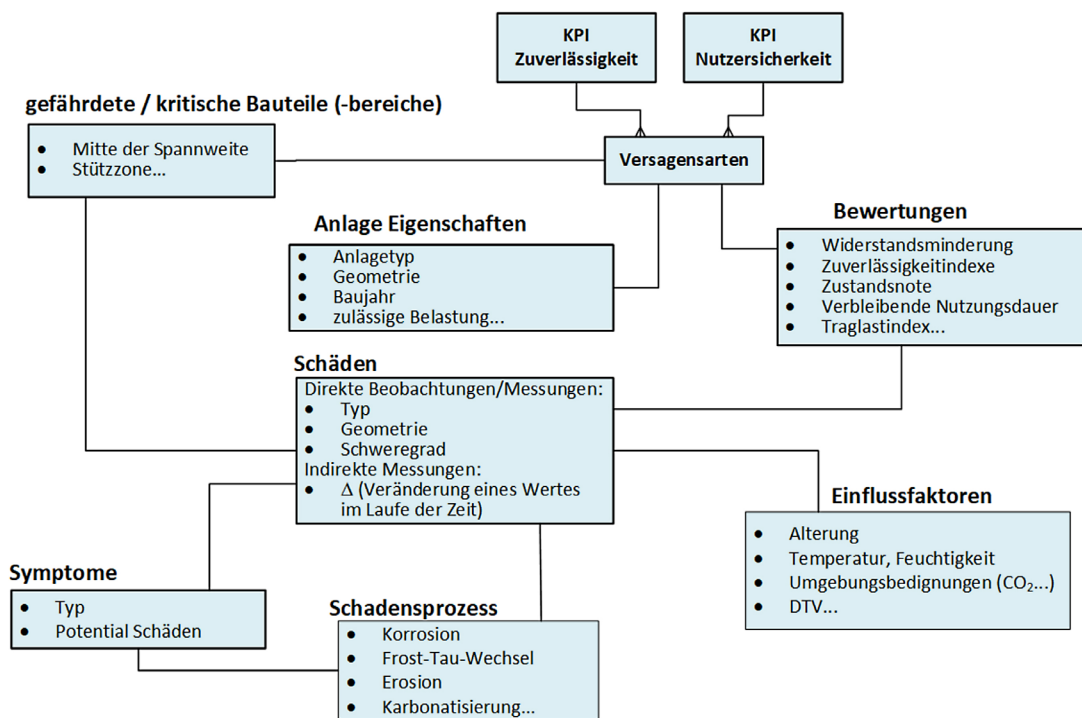 KPI
Zuverlässigkeit
KPI
Nutzersicherkeit
gefährdete / kritische Bauteile (-bereiche)
• Mitte der Spannweite
• Stützzone...
Versagensarten
Anlage Eigenschaften
• Anlagetyp
• Geometrie
• Baujahr
• zulässige Belastung...
Bewertungen
• Widerstandsminderung
• Zuverlässigkeitindexe
• Zustandsnote
• Verbleibende Nutzungsdauer
• Traglastindex...
Schäden
Direkte Beobachtungen/Messungen:
• Typ
• Geometrie
• Schweregrad
Indirekte Messungen:
• Δ (Veränderung eines Wertes
im Laufe der Zeit)
Einflussfaktoren
• Alterung
• Temperatur, Feuchtigkeit
• Umgebungsbedignungen (CO₂...)
• DTV...
Symptome
• Typ
• Potential Schäden
Schadensprozess
• Korrosion
• Frost-Tau-Wechsel
• Erosion
• Karbonatisierung...